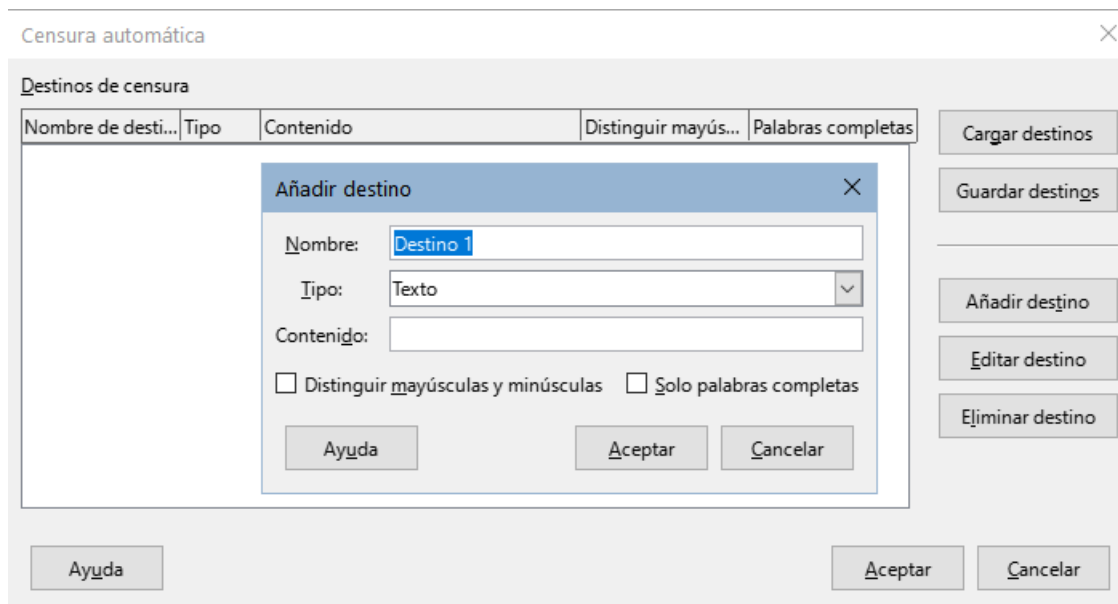 Censura automática
Destinos de censura
Nombre de desti... Tipo Contenido Distinguir mayús... Palabras completas
Cargar destinos
Guardar destinos
Añadir destino
Nombre: Destino 1
Tipo: Texto
Contenido:
Distinguir mayúsculas y minúsculas Solo palabras completas
Ayuda Aceptar Cancelar
Añadir destino
Editar destino
Eliminar destino
Ayuda Aceptar Cancelar